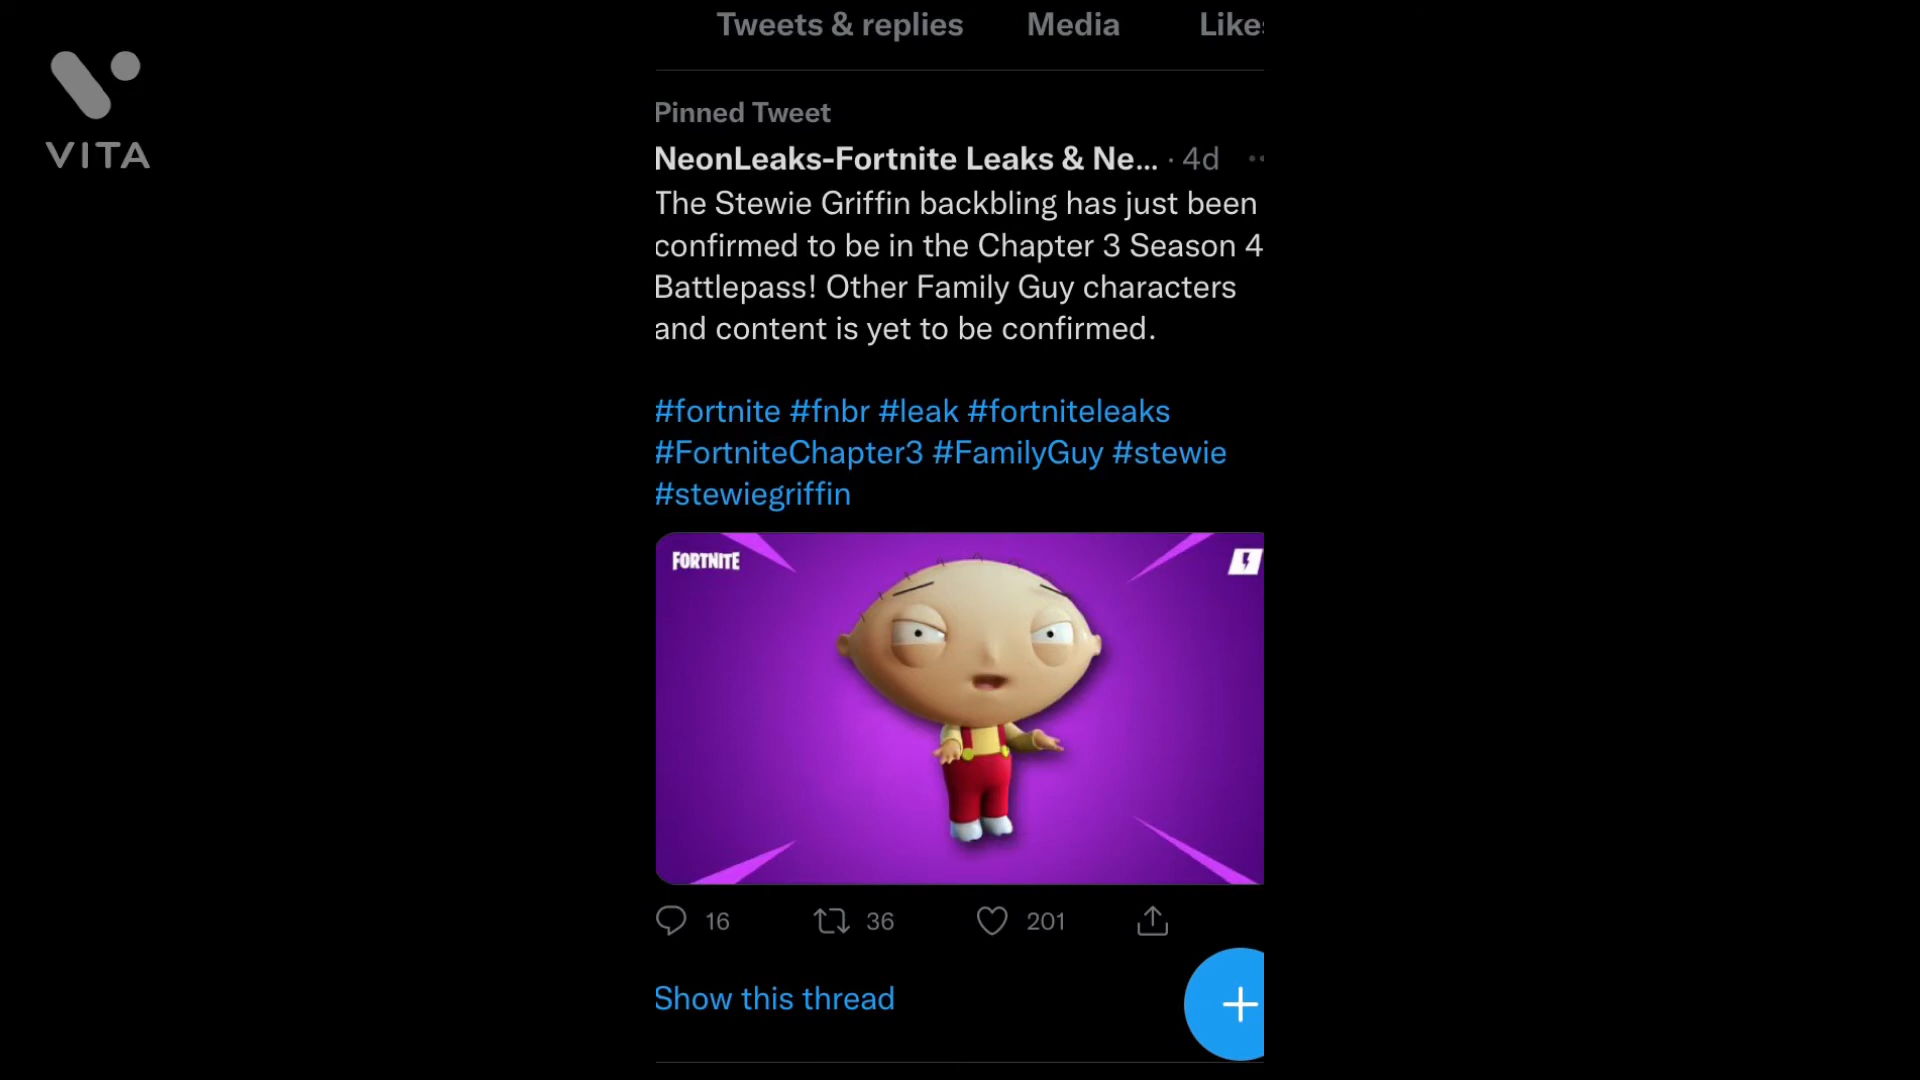 VITA
Tweets & replies Media Likes
Pinned Tweet
NeonLeaks-Fortnite Leaks & Ne... · 4d
The Stewie Griffin backbling has just been
confirmed to be in the Chapter 3 Season 4
Battlepass! Other Family Guy characters
and content is yet to be confirmed.
#fortnite #fnbr #leak #fortniteleaks
#FortniteChapter3 #FamilyGuy #stewie
#stewiegriffin
FORTNITE
16 36 201
Show this thread